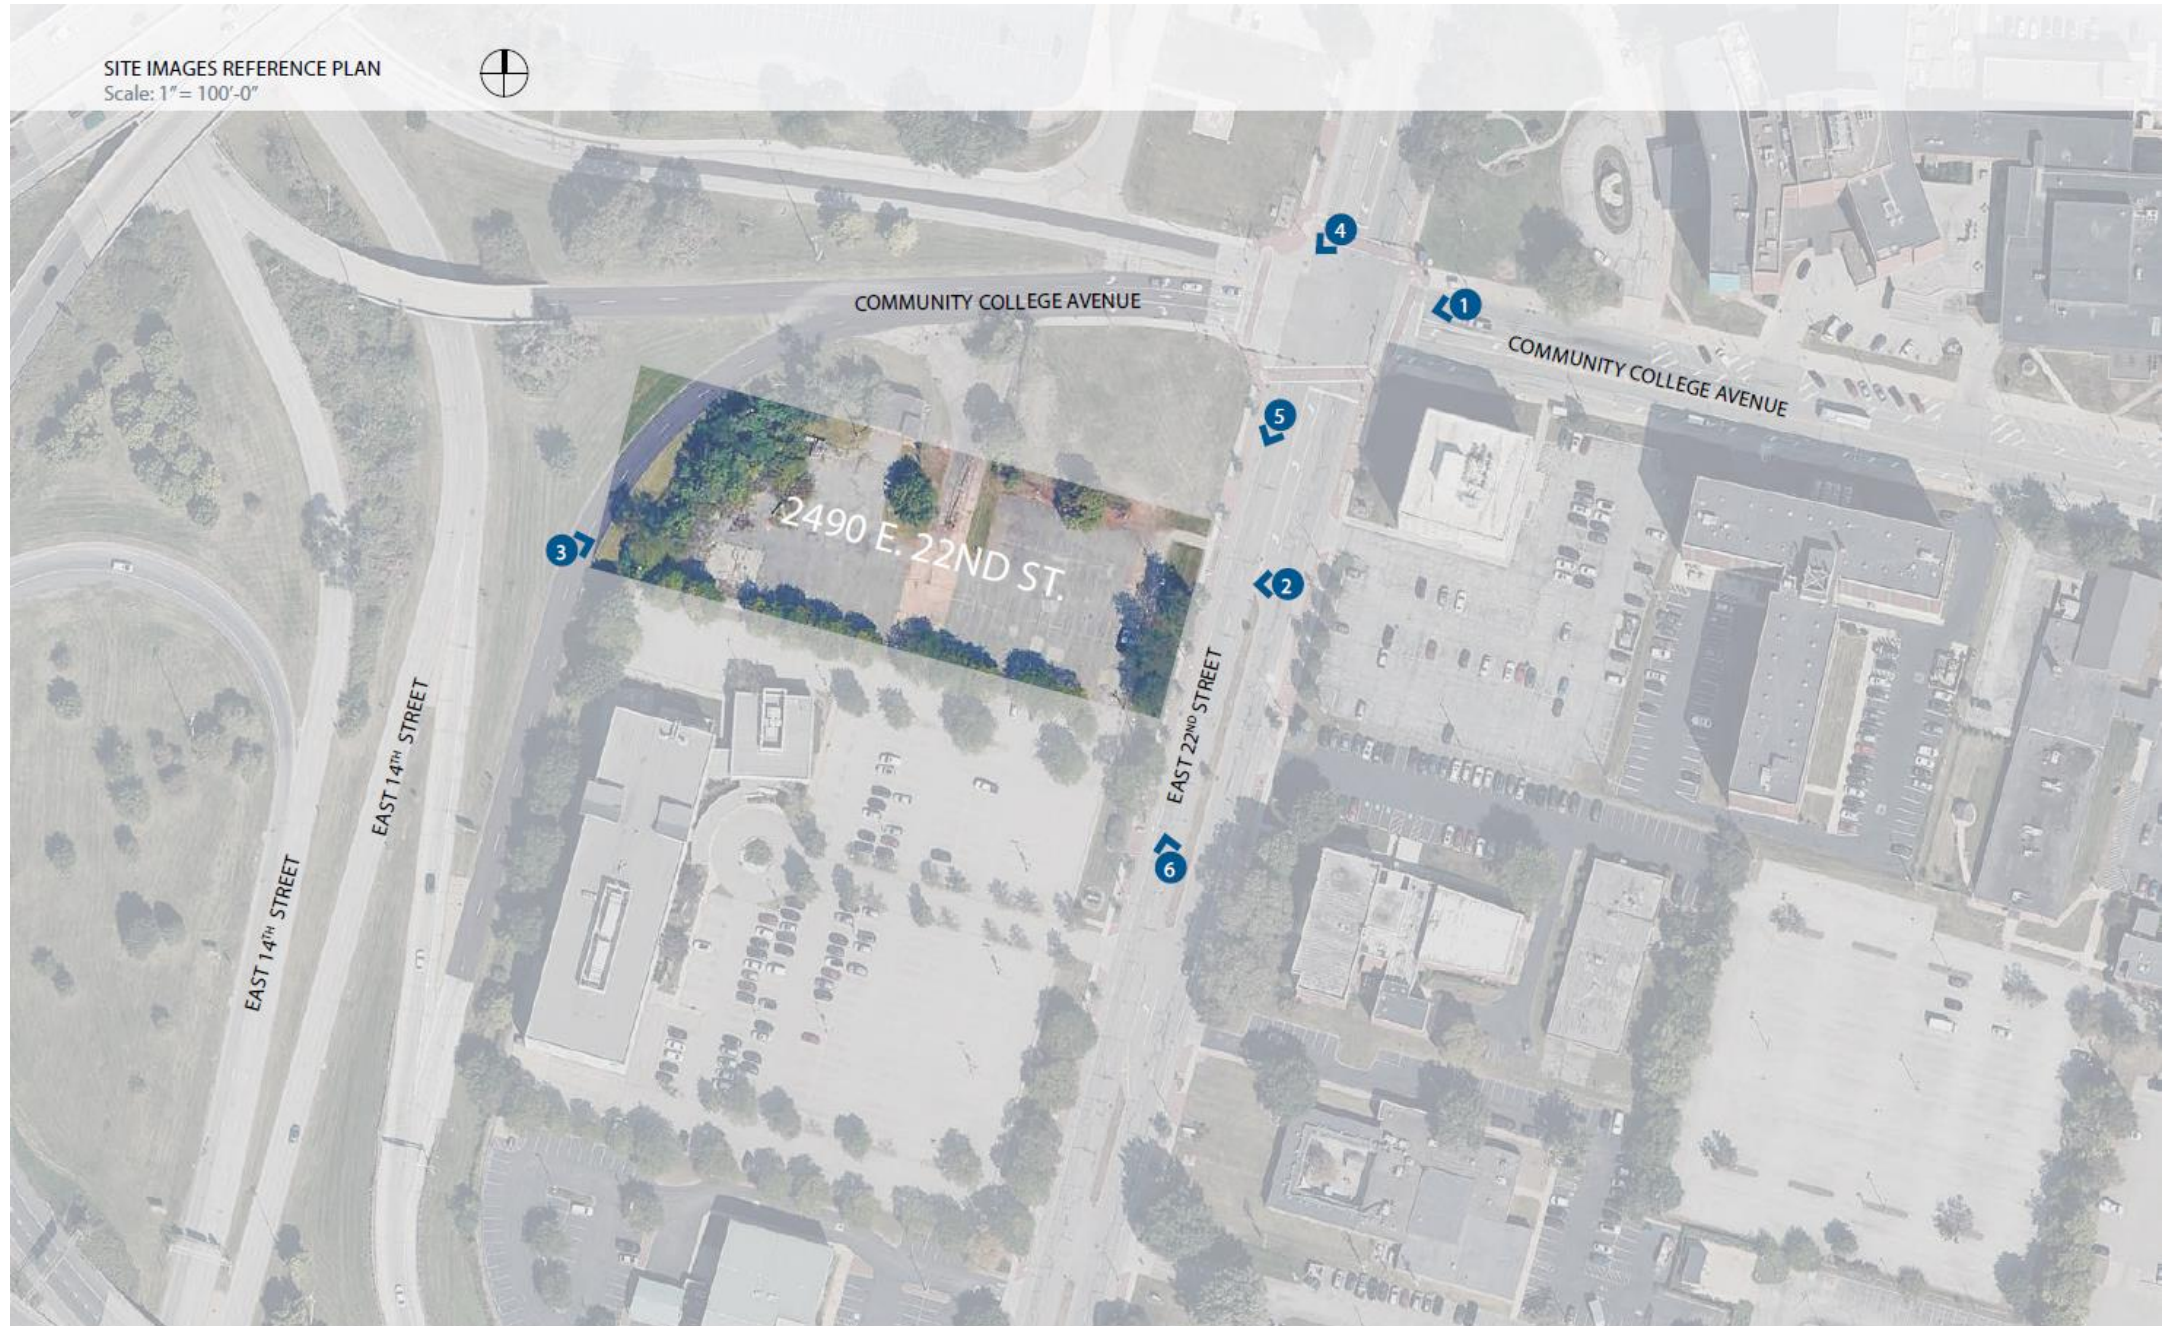 SITE IMAGES REFERENCE PLAN
Scale: 1"= 100'-0"
4
1
COMMUNITY COLLEGE AVENUE
COMMUNITY COLLEGE AVENUE
5
2490 E. 22ND ST.
3
2
EAST 22ND STREET
EAST 14TH STREET
6
EAST 14TH STREET